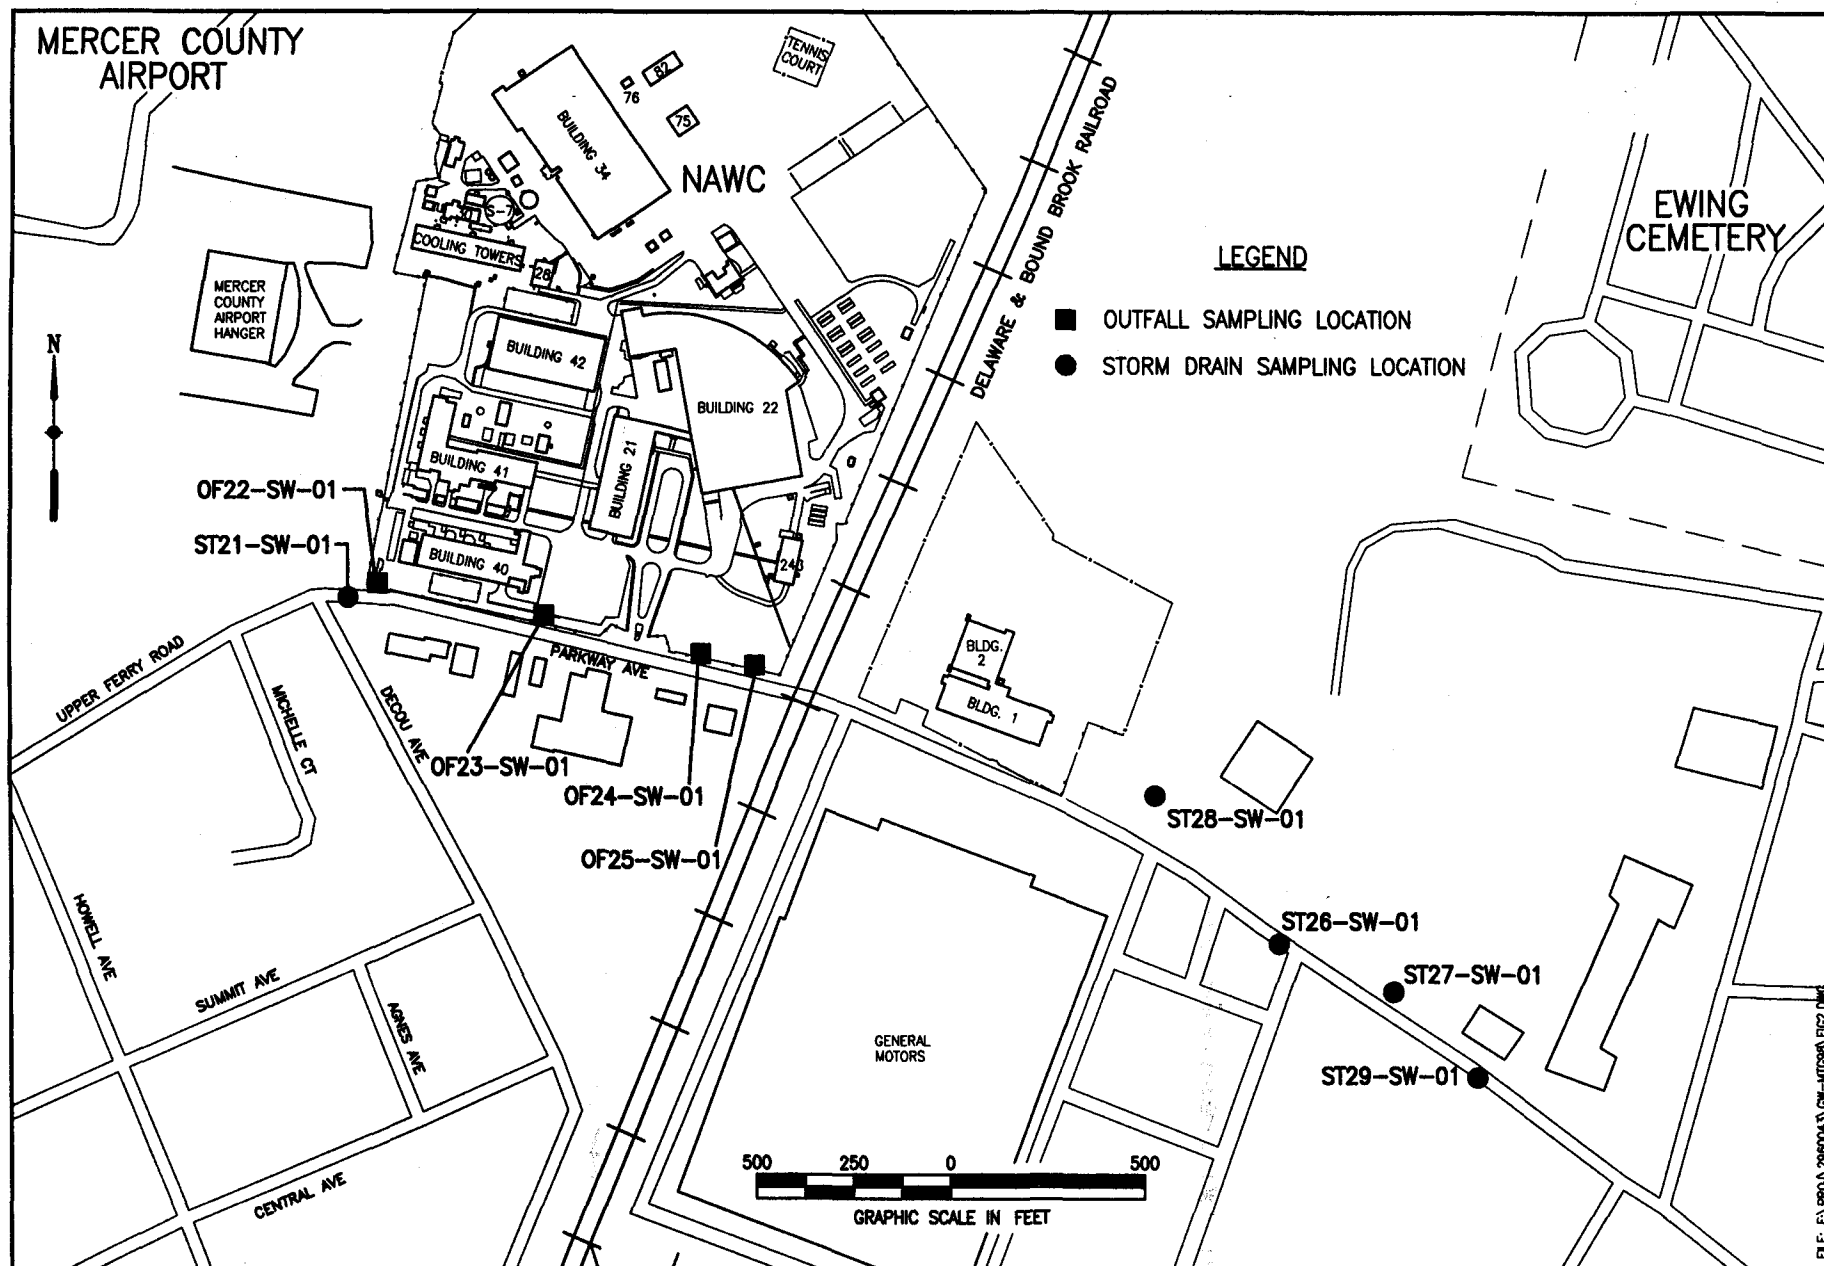 MERCER COUNTY
AIRPORT
TENNIS
COURT
82
76
75
BUILDING 34
NAWC
DELAWARE & BOUND BROOK RAILROAD
EWING
CEMETERY
S-7
COOLING TOWERS
28
MERCER
COUNTY
AIRPORT
HANGER
LEGEND
OUTFALL SAMPLING LOCATION
STORM DRAIN SAMPLING LOCATION
N
BUILDING 42
BUILDING 22
BUILDING 21
BUILDING 41
OF22-SW-01
ST21-SW-01
BUILDING 40
243
UPPER FERRY ROAD
PARKWAY AVE
BLDG.
2
BLDG. 1
MICHELLE CT
DECOU AVE
OF23-SW-01
OF24-SW-01
OF25-SW-01
ST28-SW-01
ST26-SW-01
ST27-SW-01
ST29-SW-01
HOWELL AVE
SUMMIT AVE
AGNES AVE
CENTRAL AVE
GENERAL
MOTORS
500 250 0 500
GRAPHIC SCALE IN FEET